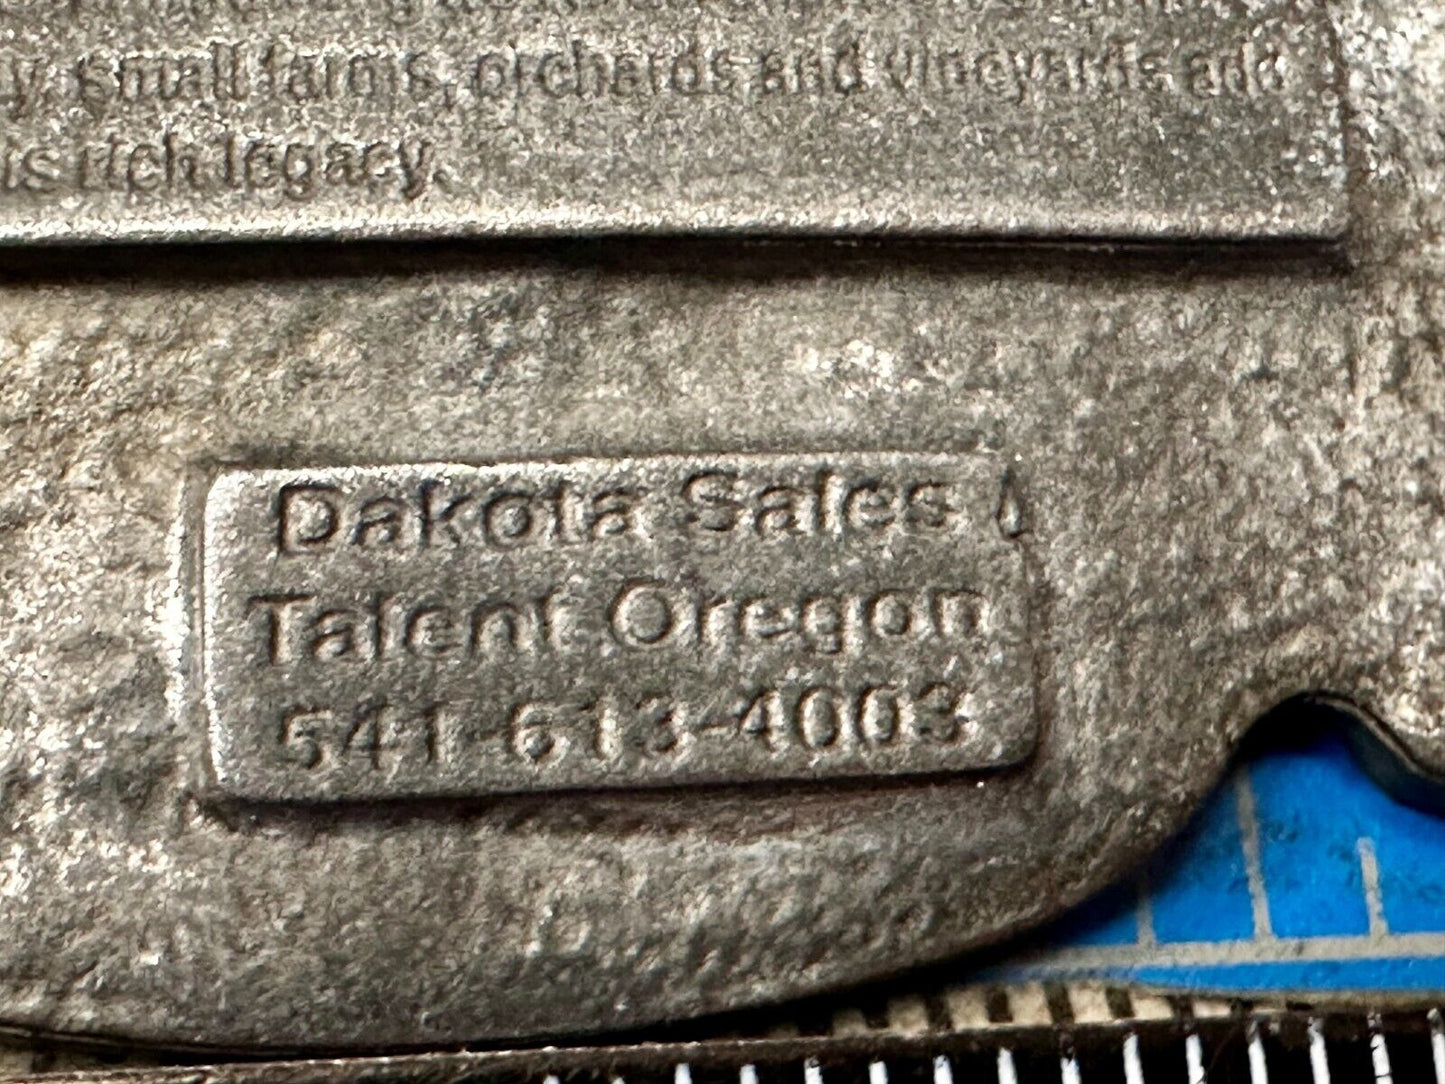 small farms, orchards and vineyards add
rich legacy.
Dakota Sales
Talent Oregon
541-613-4003